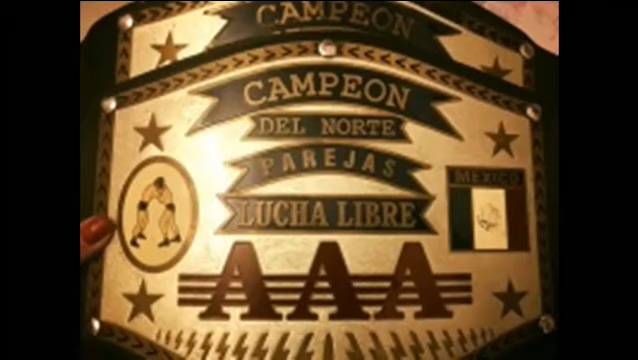 CAMPEON
CAMPEON
DEL NORTE
PAREJAS
MEXICO
LUCHA LIBRE
AAA